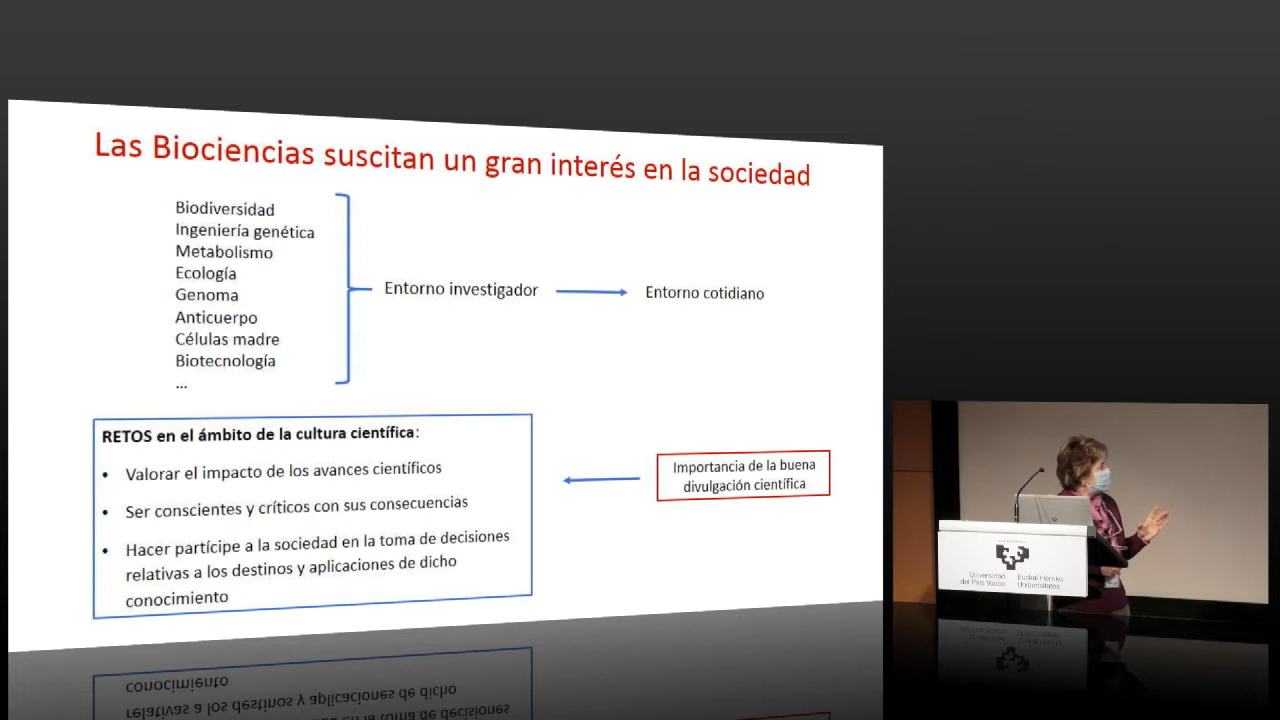 Las Biociencias suscitan un gran interés en la sociedad
Biodiversidad
Ingeniería genética
Metabolismo
Ecología
Genoma
Anticuerpo
Células madre
Biotecnología
...
Entorno investigador
Entorno cotidiano
RETOS en el ámbito de la cultura científica:
• Valorar el impacto de los avances científicos
• Ser conscientes y críticos con sus consecuencias
• Hacer partícipe a la sociedad en la toma de decisiones
relativas a los destinos y aplicaciones de dicho
conocimiento
Importancia de la buena
divulgación científica
Universidad
del País Vasco
Euskal Herriko
Unibertsitatea